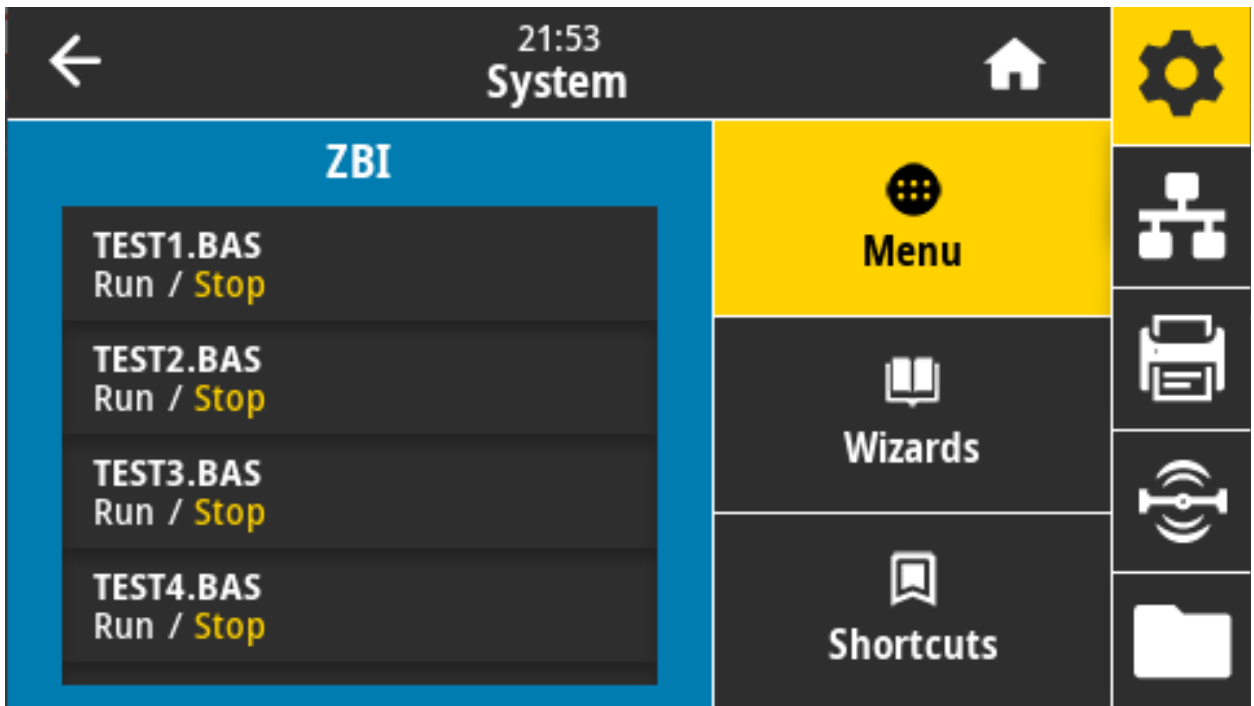 21:53
System
ZBI
TEST1.BAS
Run / Stop
TEST2.BAS
Run / Stop
TEST3.BAS
Run / Stop
TEST4.BAS
Run / Stop
Menu
Wizards
Shortcuts